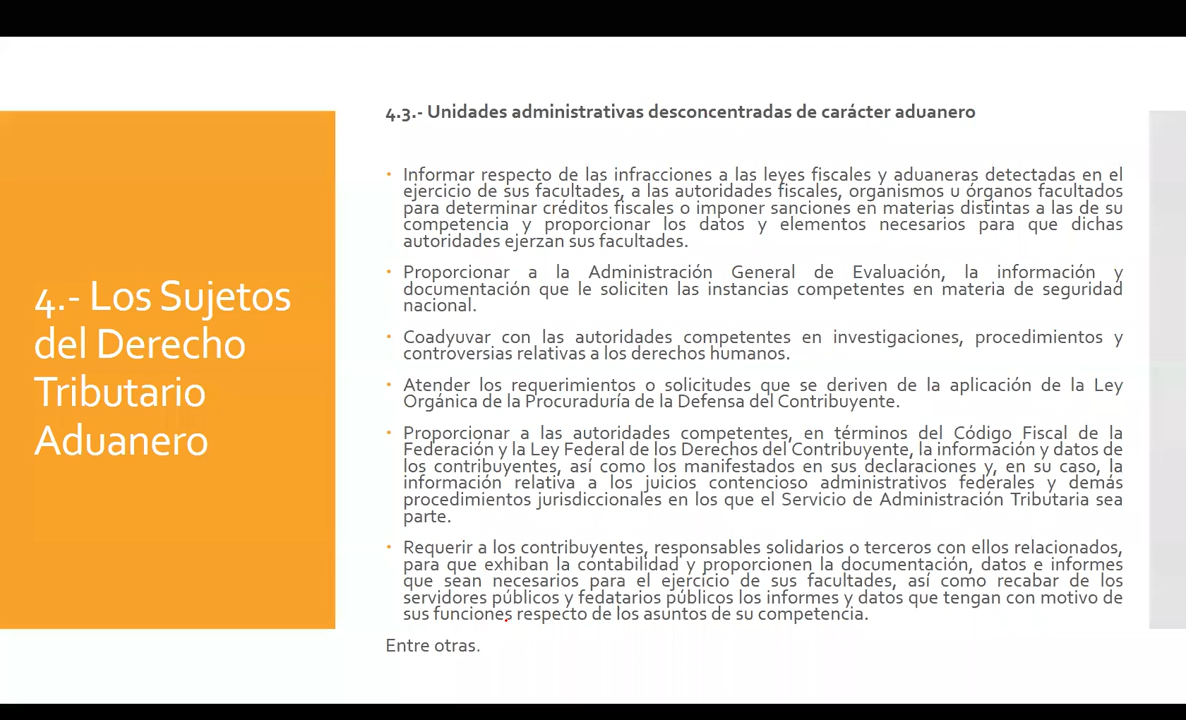 4.- Los Sujetos
del Derecho
Tributario
Aduanero
4.3.- Unidades administrativas desconcentradas de carácter aduanero
• Informar respecto de las infracciones a las leyes fiscales y aduaneras detectadas en el
ejercicio de sus facultades, a las autoridades fiscales, organismos u órganos facultados
para determinar créditos fiscales o imponer sanciones en materias distintas a las de su
competencia y proporcionar los datos y elementos necesarios para que dichas
autoridades ejerzan sus facultades.
• Proporcionar a la Administración General de Evaluación, la información y
documentación que le soliciten las instancias competentes en materia de seguridad
nacional.
• Coadyuvar con las autoridades competentes en investigaciones, procedimientos y
controversias relativas a los derechos humanos.
• Atender los requerimientos o solicitudes que se deriven de la aplicación de la Ley
Orgánica de la Procuraduría de la Defensa del Contribuyente.
• Proporcionar a las autoridades competentes, en términos del Código Fiscal de la
Federación y la Ley Federal de los Derechos del Contribuyente, la información y datos de
los contribuyentes, así como los manifestados en sus declaraciones y, en su caso, la
información relativa a los juicios contencioso administrativos federales y demás
procedimientos jurisdiccionales en los que el Servicio de Administración Tributaria sea
parte.
• Requerir a los contribuyentes, responsables solidarios o terceros con ellos relacionados,
para que exhiban la contabilidad y proporcionen la documentación, datos e informes
que sean necesarios para el ejercicio de sus facultades, así como recabar de los
servidores públicos y fedatarios públicos los informes y datos que tengan con motivo de
sus funciones respecto de los asuntos de su competencia.
Entre otras.